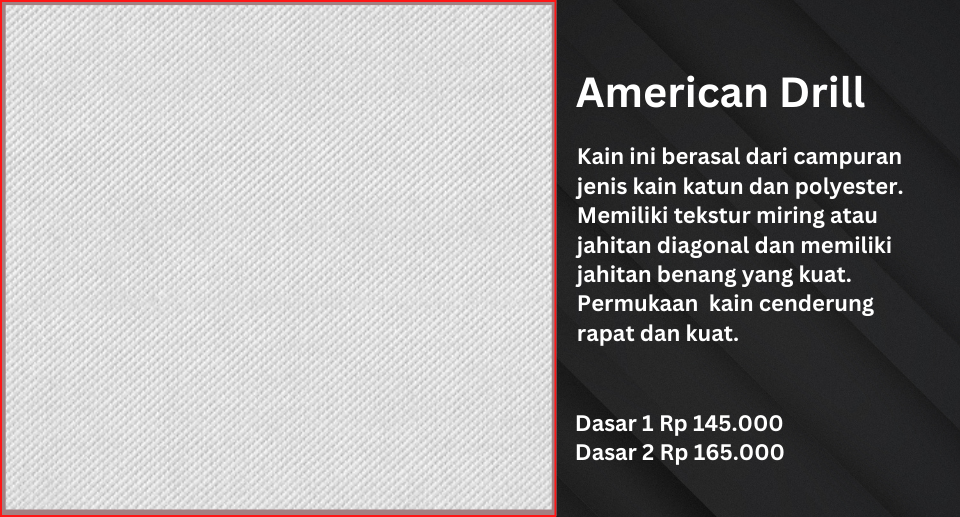 American Drill
Kain ini berasal dari campuran
jenis kain katun dan polyester.
Memiliki tekstur miring atau
jahitan diagonal dan memiliki
jahitan benang yang kuat.
Permukaan  kain cenderung
rapat dan kuat.
Dasar 1 Rp 145.000
Dasar 2 Rp 165.000